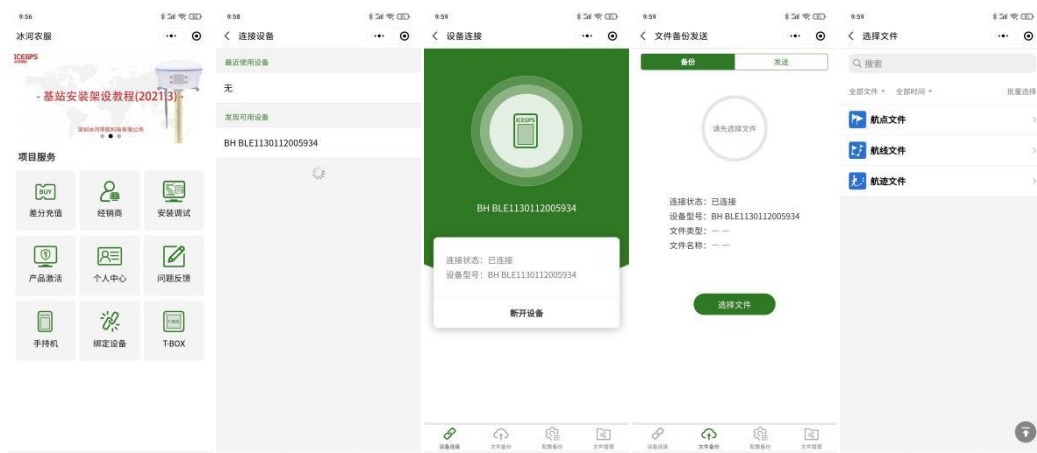 9:56
冰河农服
ICEGPS
- 基站安装架设教程(2021.3) -
深圳冰河导航科技有限公司
项目服务
BUY
差分充值
经销商
安装调试
产品激活
个人中心
问题反馈
手持机
绑定设备
T-BOX
T-BOX
9:58
连接设备
最近使用设备
无
发现可用设备
BH BLE1130112005934
9:59
设备连接
ICEGPS
BH BLE1130112005934
连接状态：已连接
设备型号：BH BLE1130112005934
断开设备
设备连接
文件备份
配置备份
文件管理
9:59
文件备份发送
备份
发送
请先选择文件
连接状态：已连接
设备型号：BH BLE1130112005934
文件类型：— —
文件名称：— —
选择文件
设备连接
文件备份
配置备份
文件管理
9:59
选择文件
搜索
全部文件
全部时间
批量选择
航点文件
航线文件
航迹文件